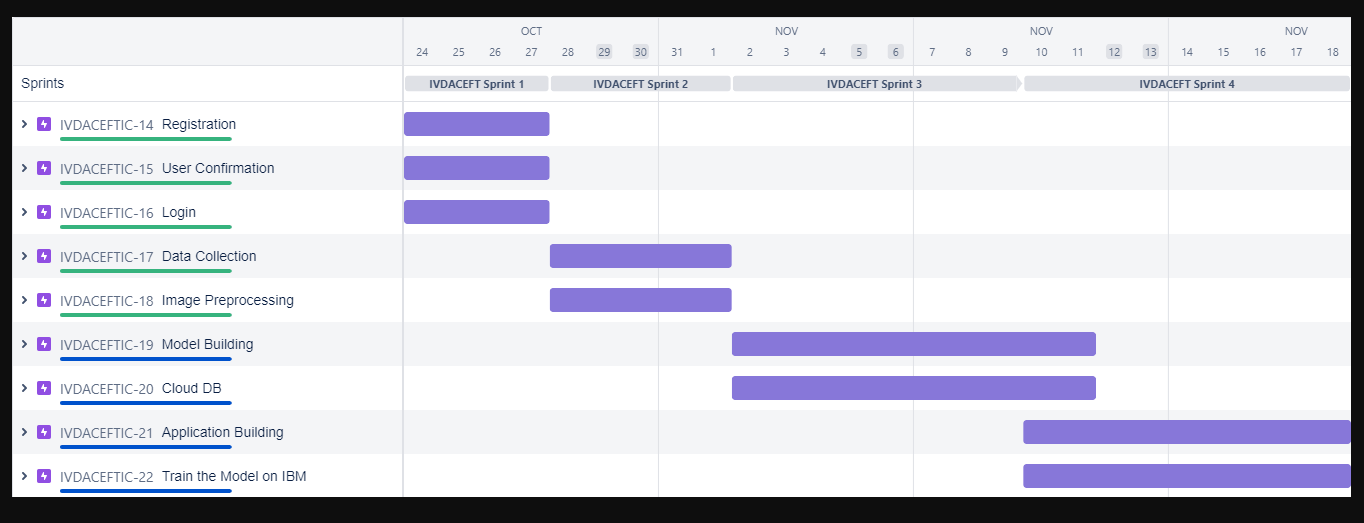 OCT NOV NOV NOV
24 25 26 27 28 29 30 31 1 2 3 4 5 6 7 8 9 10 11 12 13 14 15 16 17 18
Sprints IVDACEFT Sprint 1 IVDACEFT Sprint 2 IVDACEFT Sprint 3 IVDACEFT Sprint 4
IVDACEFTIC-14 Registration
IVDACEFTIC-15 User Confirmation
IVDACEFTIC-16 Login
IVDACEFTIC-17 Data Collection
IVDACEFTIC-18 Image Preprocessing
IVDACEFTIC-19 Model Building
IVDACEFTIC-20 Cloud DB
IVDACEFTIC-21 Application Building
IVDACEFTIC-22 Train the Model on IBM